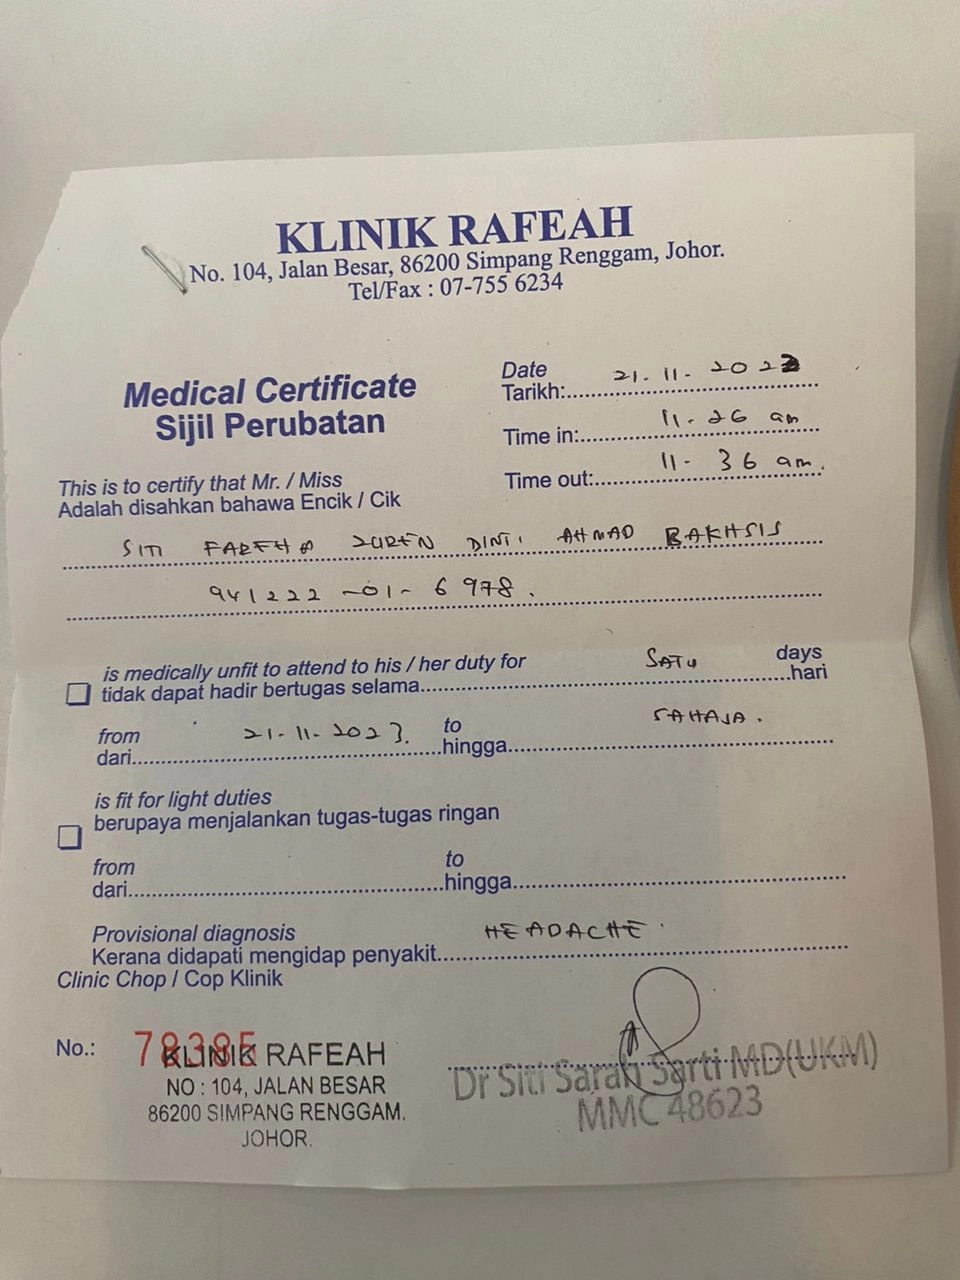 KLINIK RAFEAH
No. 104, Jalan Besar, 86200 Simpang Renggam, Johor.
Tel/Fax : 07-755 6234
Medical Certificate
Sijil Perubatan
Date
Tarikh: 21-11-2023
Time in: 11-26 am
Time out: 11-36 am.
This is to certify that Mr. / Miss
Adalah disahkan bahawa Encik / Cik
SITI FAREHA ZUREN BINTI AHMAD BAKHSIS
941222-01-6978.
is medically unfit to attend to his / her duty for SATU days
tidak dapat hadir bertugas selama hari
from 21-11-2023. to SAHAJA.
dari hingga
is fit for light duties
berupaya menjalankan tugas-tugas ringan
from to
dari hingga
Provisional diagnosis HEADACHE.
Kerana didapati mengidap penyakit
Clinic Chop / Cop Klinik
No.: 78385
KLINIK RAFEAH
NO : 104, JALAN BESAR
86200 SIMPANG RENGGAM.
JOHOR.
Dr Siti Sarah Sarti MD(UKM)
MMC 48623